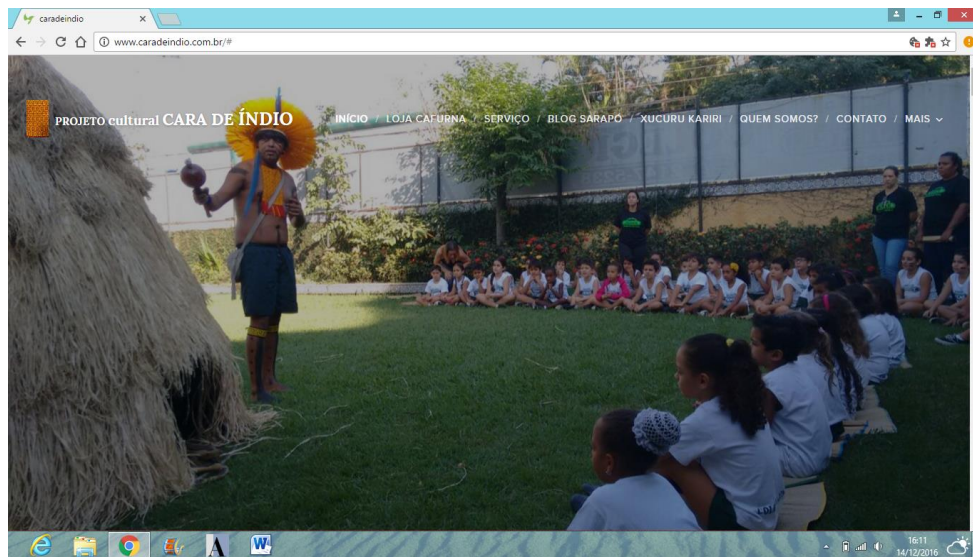 caradeindio
www.caradeindio.com.br/#
PROJETO cultural CARA DE ÍNDIO
INÍCIO / LOJA CAFURNA / SERVIÇO / BLOG SARAPÓ / XUCURU KARIRI / QUEM SOMOS? / CONTATO / MAIS
16:11
14/12/2016